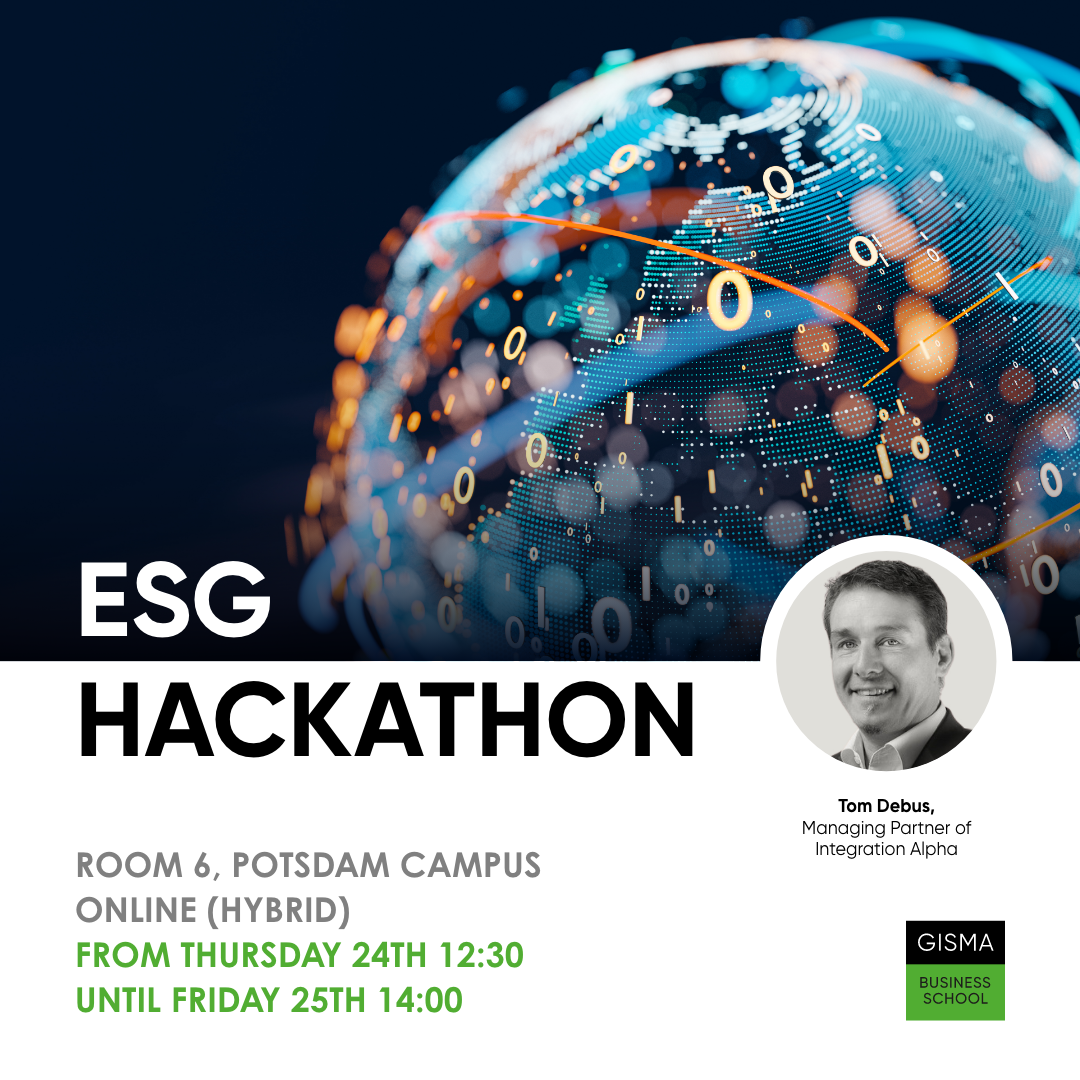 ESG
HACKATHON
Tom Debus,
Managing Partner of
Integration Alpha
ROOM 6, POTSDAM CAMPUS
ONLINE (HYBRID)
FROM THURSDAY 24TH 12:30
UNTIL FRIDAY 25TH 14:00
GISMA
BUSINESS
SCHOOL